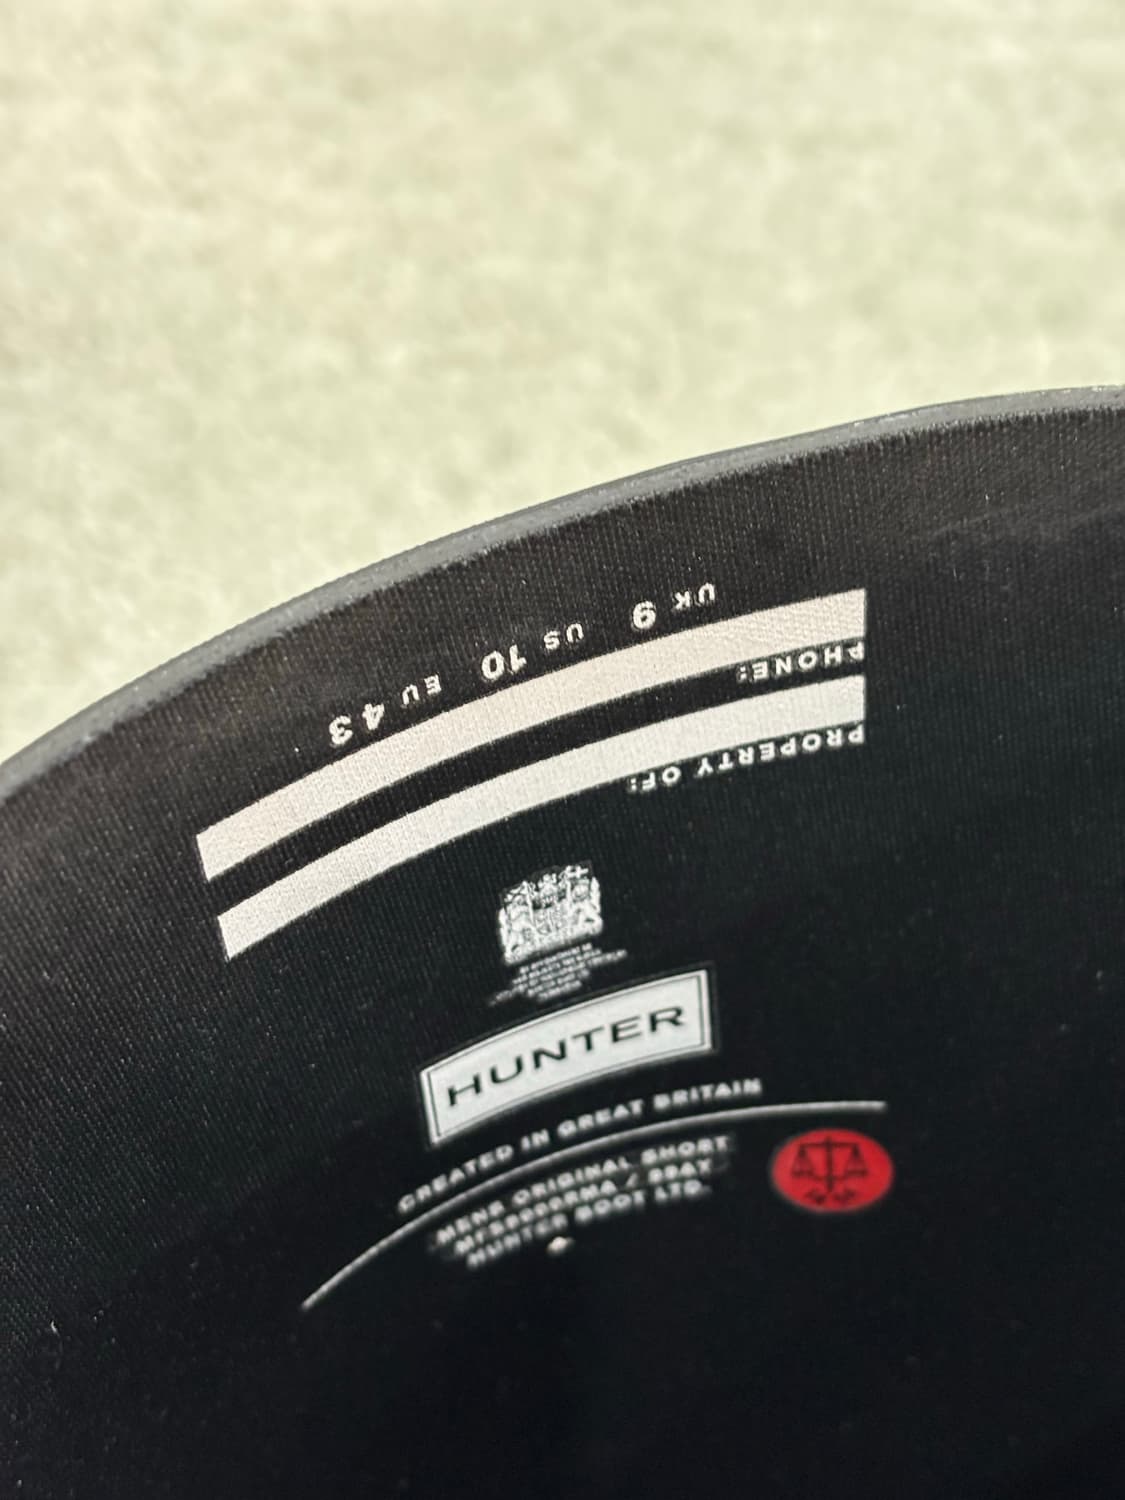 UK 9 US 10 EU 43
PHONE:
PROPERTY OF:
HUNTER
CREATED IN GREAT BRITAIN
MENS ORIGINAL SHORT
HUNTER BOOT LTD.